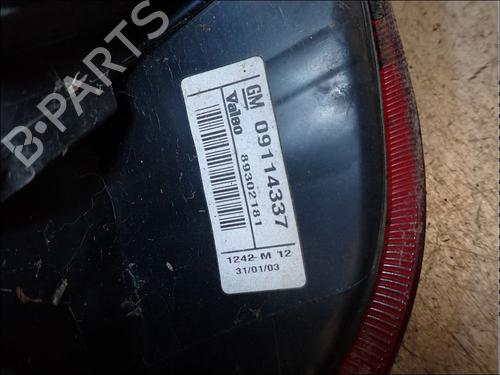 B-PARTS
GM 09114337
Valeo 89302181
1242 M 12
31/01/03